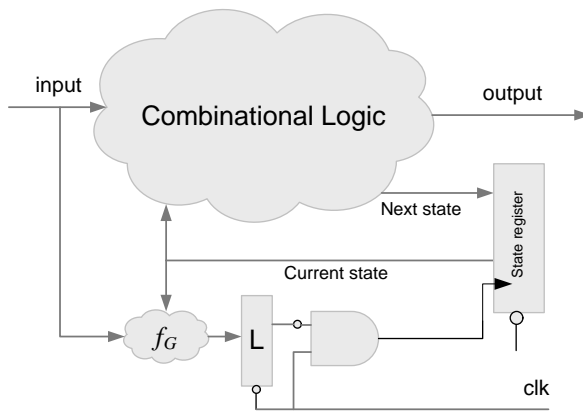 input
Combinational Logic
output
Next state
State register
Current state
f_G
L
clk